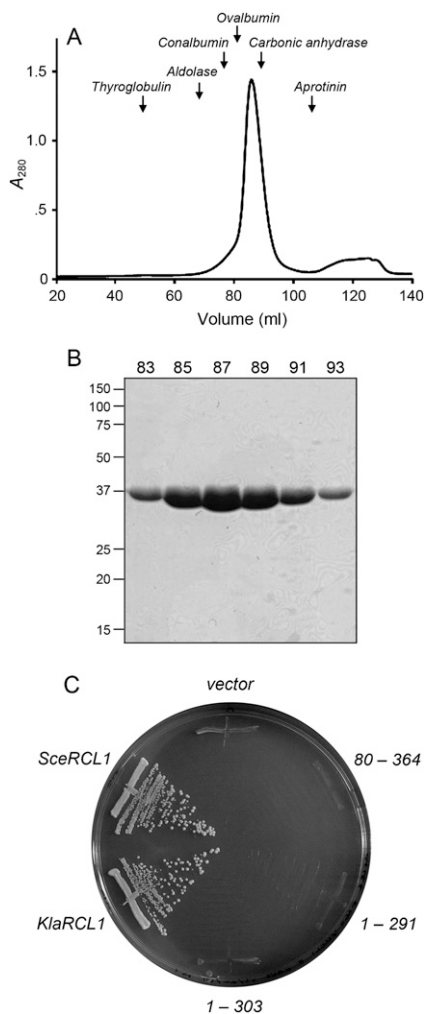 A
Ovalbumin
Conalbumin
Carbonic anhydrase
Aldolase
Thyroglobulin
Aprotinin
1.5
1.0
.5
0
A280
20 40 60 80 100 120 140
Volume (ml)
B
83 85 87 89 91 93
150
100
75
50
37
25
20
15
C
vector
SceRCL1
80 – 364
KlaRCL1
1 – 291
1 – 303